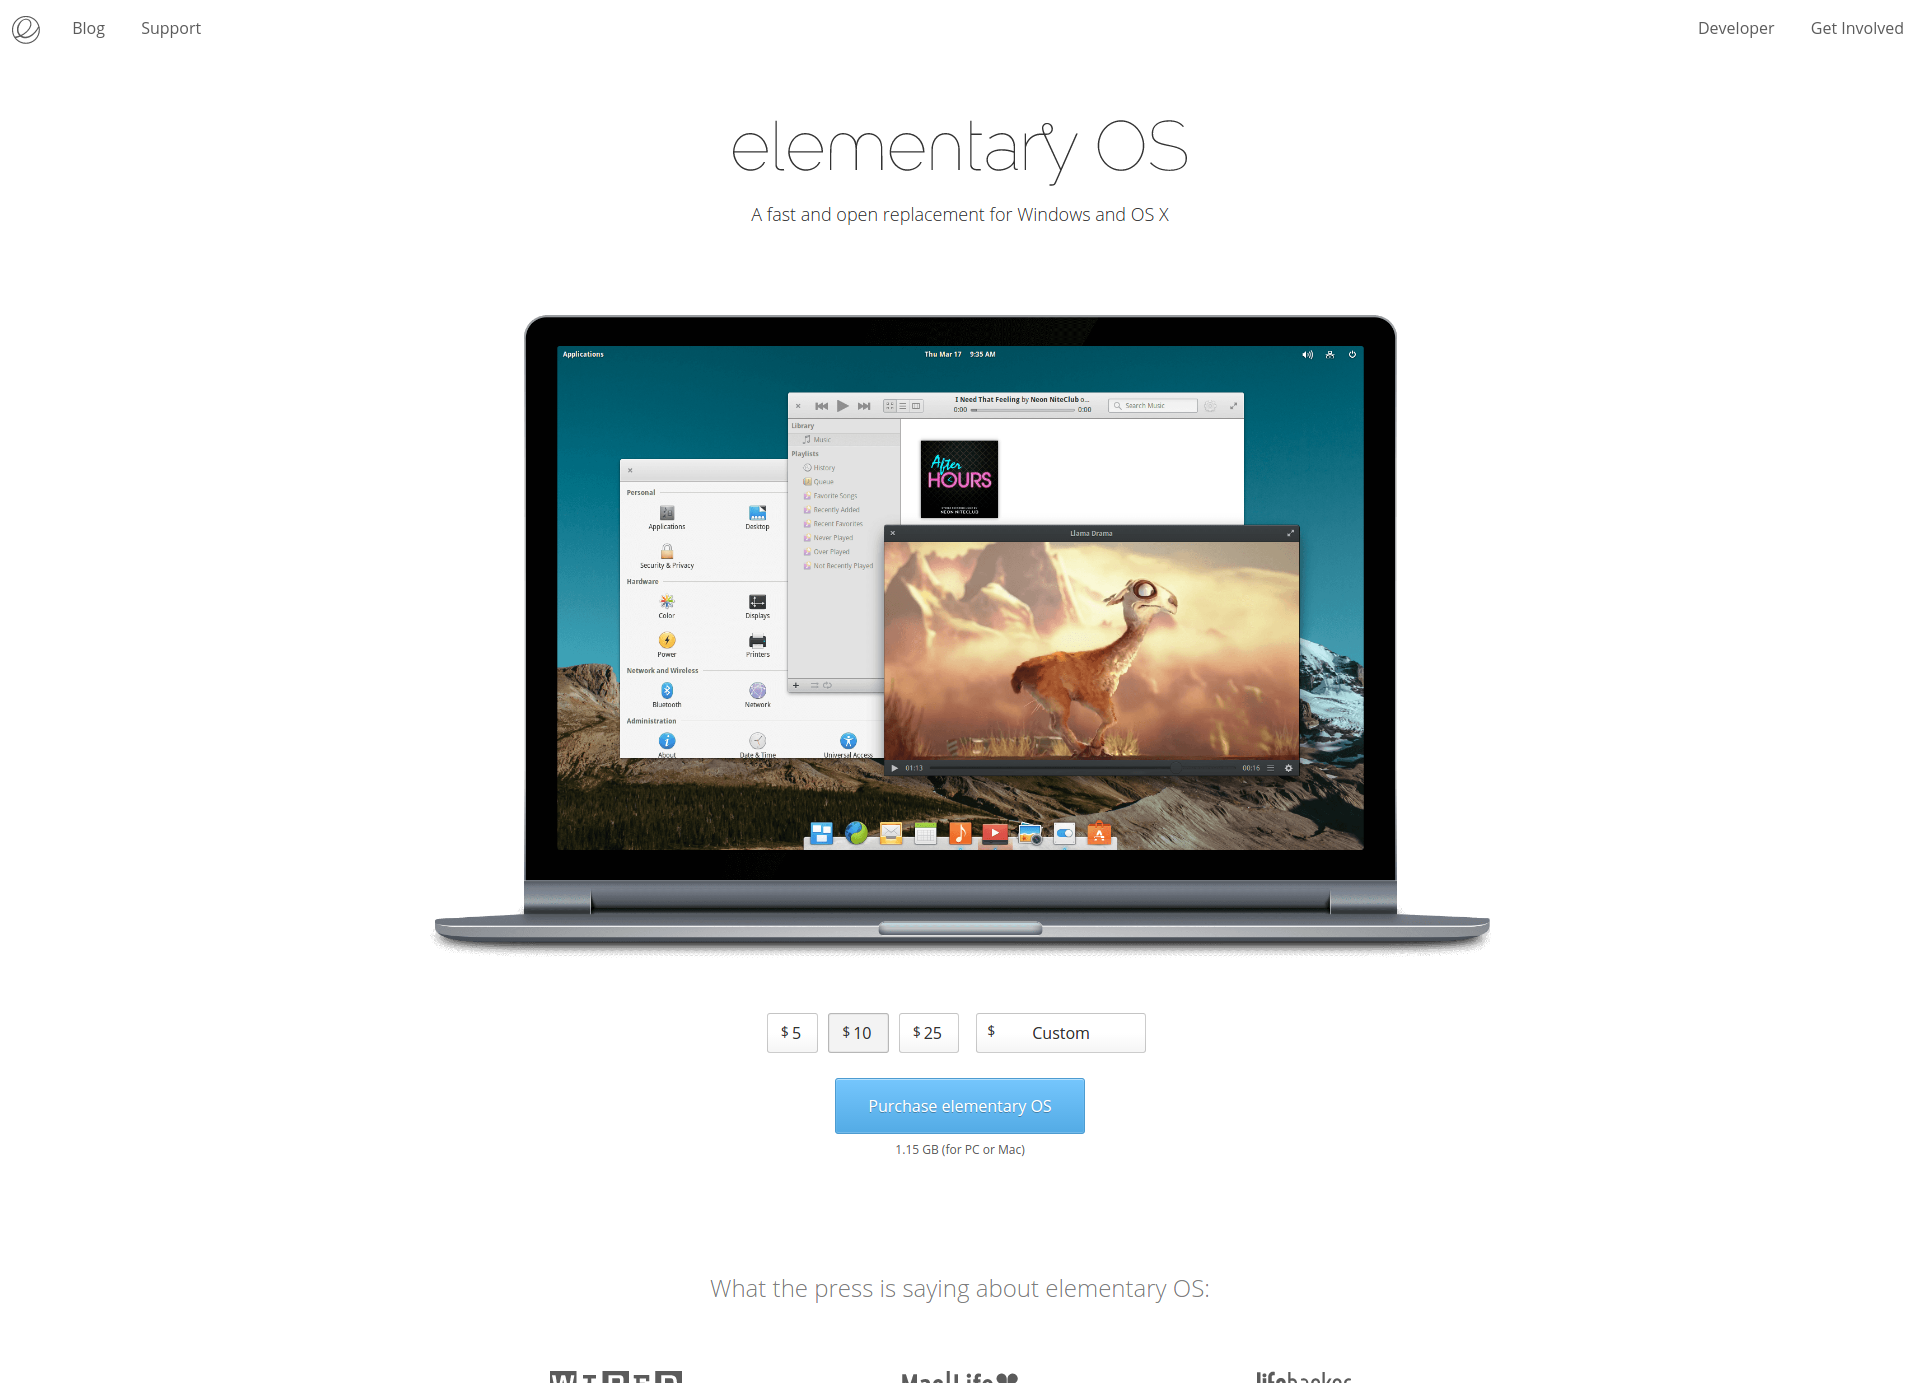 Blog Support Developer Get Involved
elementary OS
A fast and open replacement for Windows and OS X
Applications Thu Mar 17 9:35 AM
I Need That Feeling by Neon NiteClub o...
0:00 0:00
Search Music
Library
Music
Playlists
History
Queue
Favorite Songs
Recently Added
Recent Favorites
Never Played
Over Played
Not Recently Played
After
HOURS
NEON NITECLUB
Personal
Applications Desktop
Security & Privacy
Hardware
Color Displays
Power Printers
Network and Wireless
Bluetooth Network
Administration
About Date & Time Universal Access
Llama Drama
01:13 00:16
$ 5 $ 10 $ 25 $ Custom
Purchase elementary OS
1.15 GB (for PC or Mac)
What the press is saying about elementary OS:
WIRED Mac|Life lifehacker